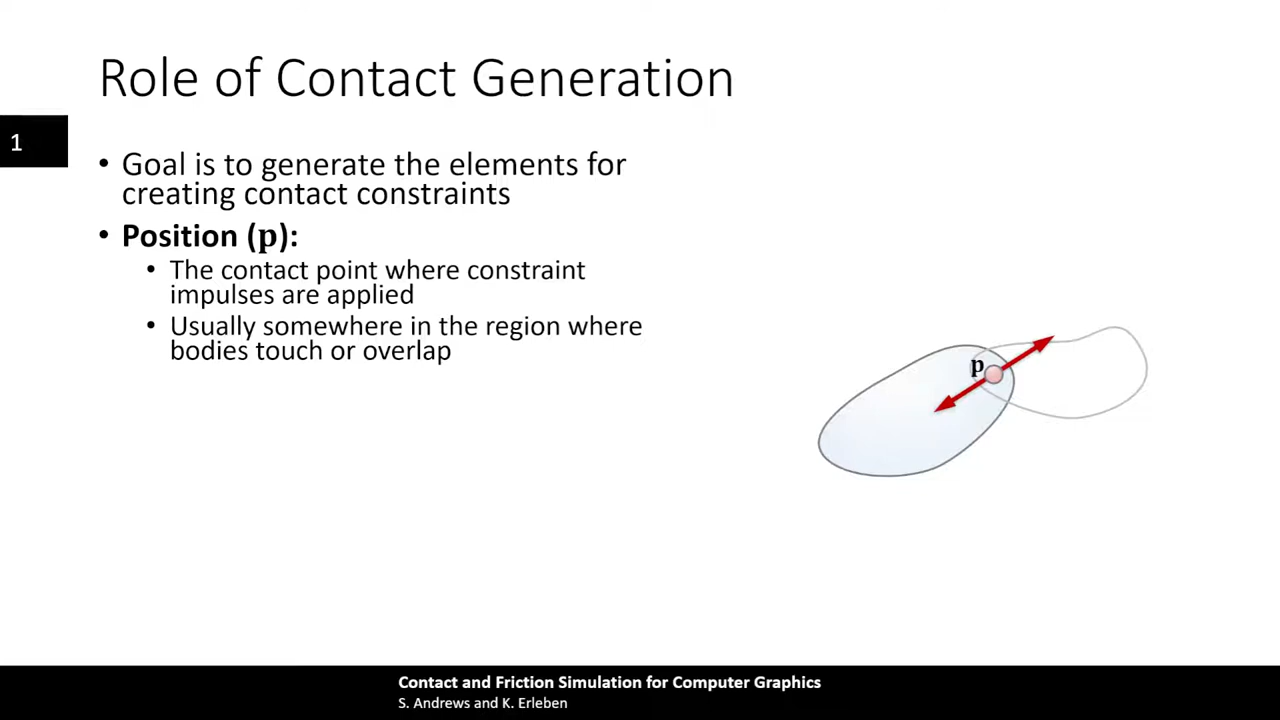 Role of Contact Generation
1
• Goal is to generate the elements for
creating contact constraints
• Position (p):
• The contact point where constraint
impulses are applied
• Usually somewhere in the region where
bodies touch or overlap
p
Contact and Friction Simulation for Computer Graphics
S. Andrews and K. Erleben